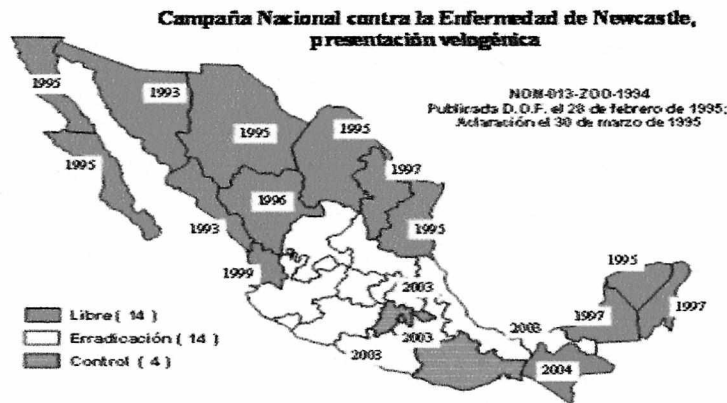 Campaña Nacional contra la Enfermedad de Newcastle,
presentación velogénica
NOM-013-ZOO-1994
Publicada D.O.F. el 28 de febrero de 1995;
Aclaración el 30 de marzo de 1995
1995
1993
1995
1995
1995
1997
1996
1993
1995
1999
2003
1995
1997
1997
2003
2003
2003
2004
Libre ( 14 )
Erradicación ( 14 )
Control ( 4 )